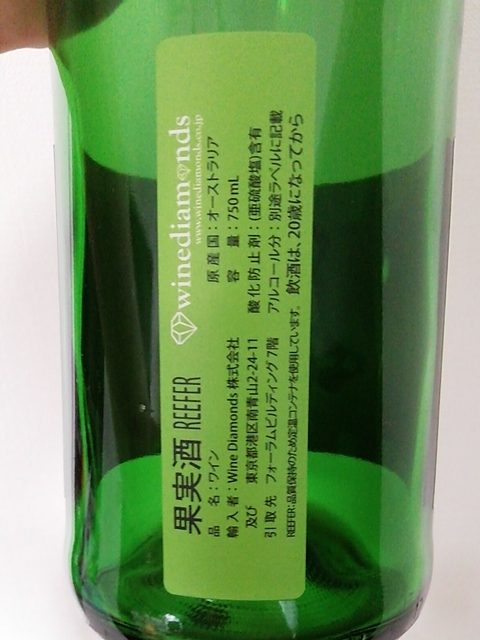 果実酒 REEFER
winediamonds
www.winediamonds.co.jp
品名：ワイン
原産国：オーストラリア
輸入者：Wine Diamonds 株式会社
容量：750mL
及び 東京都港区南青山2-24-11
酸化防止剤：(亜硫酸塩)含有
引取先 フォーラムビルディング7階
アルコール分：別途ラベルに記載
REEFER：品質保持のため定温コンテナを使用しています。
飲酒は、20歳になってから